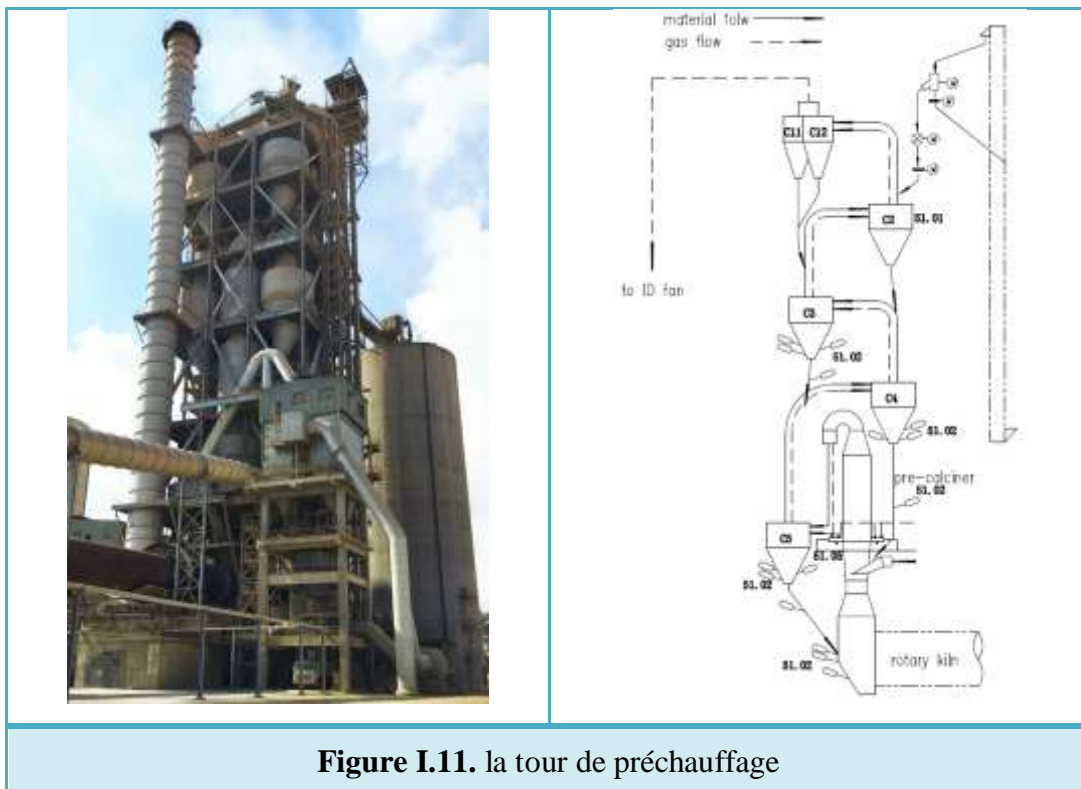 material folw
gas flow
C11 C12
C2 S1.01
to ID fan
C3
S1.02
C4
S1.02
pre-calciner
S1.02
C5
S1.02
rotary kiln
S1.02
Figure I.11. la tour de préchauffage